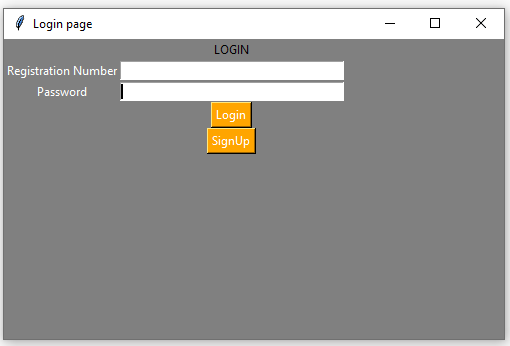 Login page
LOGIN
Registration Number
Password
Login
SignUp